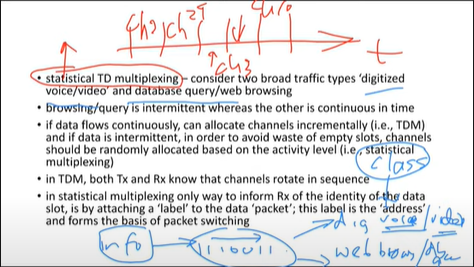 ch1 ch2
ch3
t
• statistical TD multiplexing – consider two broad traffic types 'digitized
voice/video' and database query/web browsing
• browsing/query is intermittent whereas the other is continuous in time
• if data flows continuously, can allocate channels incrementally (i.e., TDM)
and if data is intermittent, in order to avoid waste of empty slots, channels
should be randomly allocated based on the activity level (i.e., statistical
multiplexing)
class
• in TDM, both Tx and Rx know that channels rotate in sequence
• in statistical multiplexing only way to inform Rx of the identity of the data
slot, is by attaching a 'label' to the data 'packet'; this label is the 'address'
and forms the basis of packet switching
dig voice/video
info
web brows/